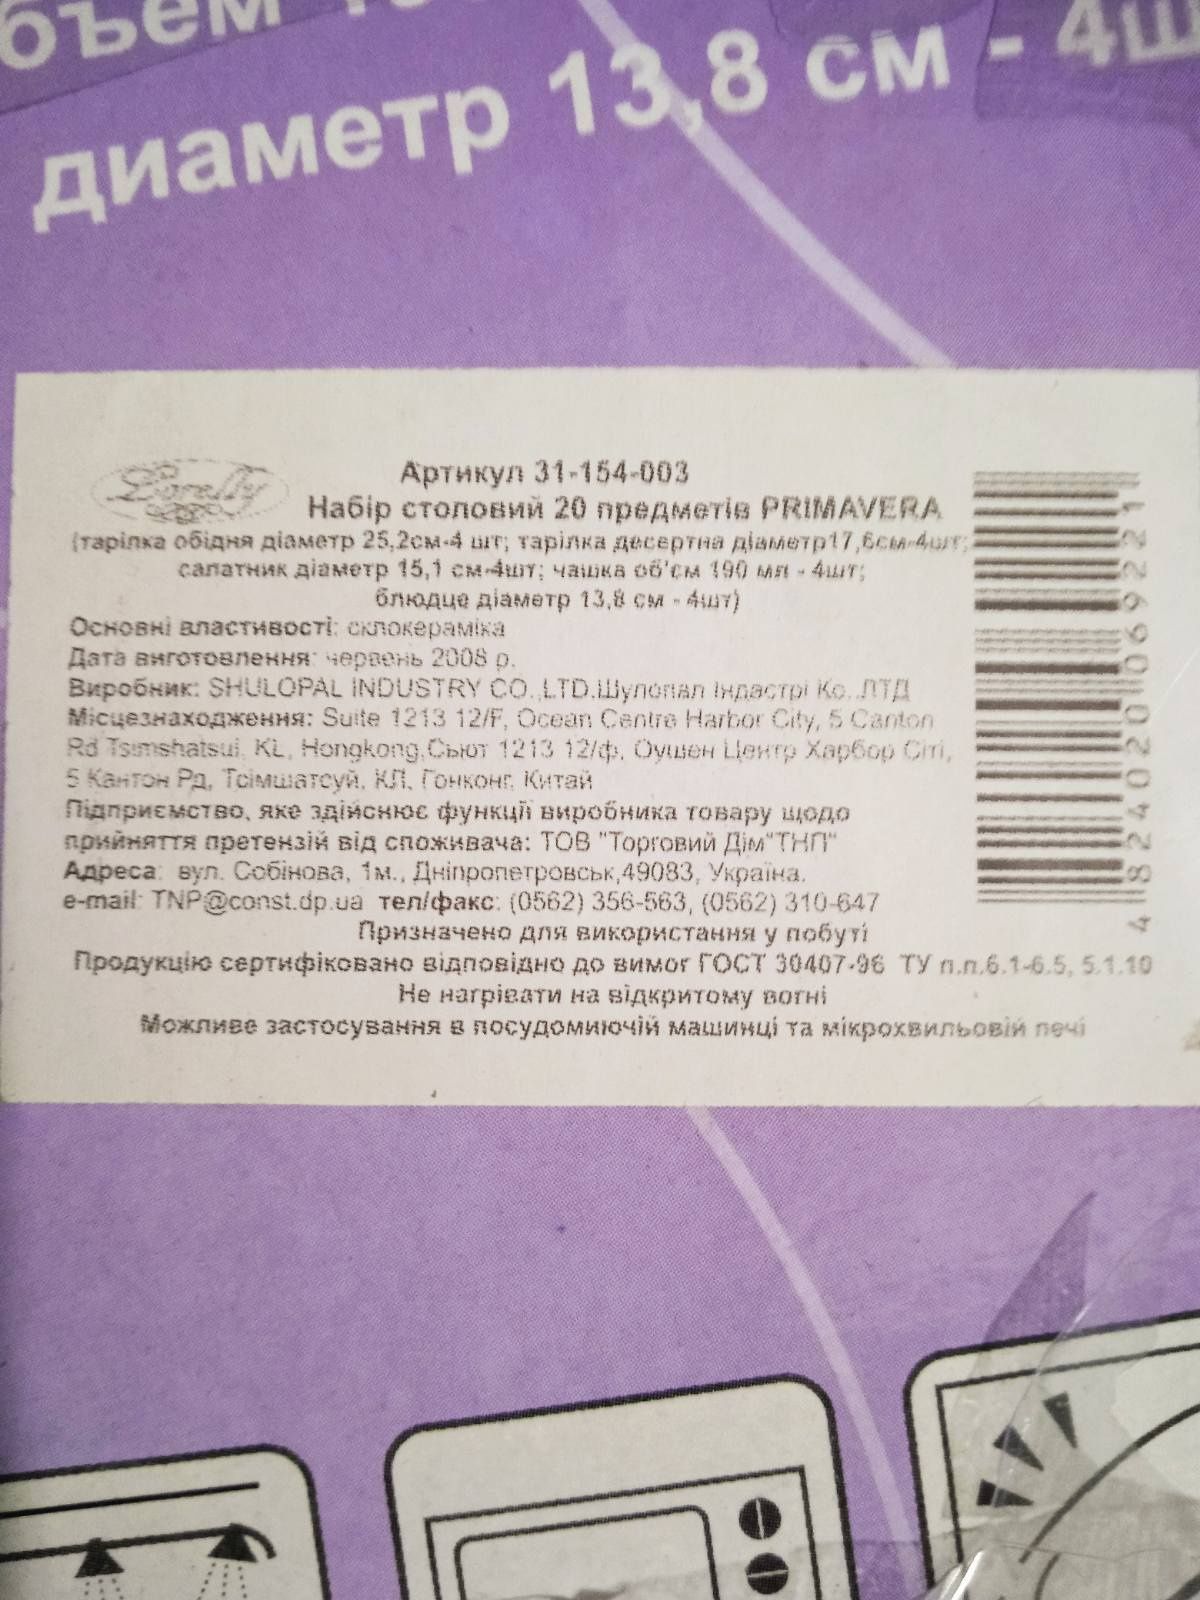 диаметр 13,8 см - 4ш
Lorelly
Артикул 31-154-003
Набір столовий 20 предметів PRIMAVERA
(тарілка обідня діаметр 25,2см-4 шт; тарілка десертна діаметр17,6см-4шт;
салатник діаметр 15,1 см-4шт; чашка об'єм 190 мл - 4шт;
блюдце діаметр 13,8 см - 4шт)
Основні властивості: склокераміка
Дата виготовлення: червень 2008 р.
Виробник: SHULOPAL INDUSTRY CO.,LTD.Шулопал Індастрі Ко.,ЛТД
Місцезнаходження: Suite 1213 12/F, Ocean Centre Harbor City, 5 Canton
Rd Tsimshatsui, KL, Hongkong,Сьют 1213 12/ф, Оушен Центр Харбор Сіті,
5 Кантон Рд, Тсімшатсуй, КЛ, Гонконг, Китай
Підприємство, яке здійснює функції виробника товару щодо
прийняття претензій від споживача: ТОВ "Торговий Дім"ТНП"
Адреса: вул. Собінова, 1м., Дніпропетровськ,49083, Україна.
e-mail: TNP@const.dp.ua тел/факс: (0562) 356-563, (0562) 310-647
Призначено для використання у побуті
Продукцію сертифіковано відповідно до вимог ГОСТ 30407-96 ТУ п.п.6.1-6.5, 5.1.10
Не нагрівати на відкритому вогні
Можливе застосування в посудомиючій машинці та мікрохвильовій печі
4 824020 069221